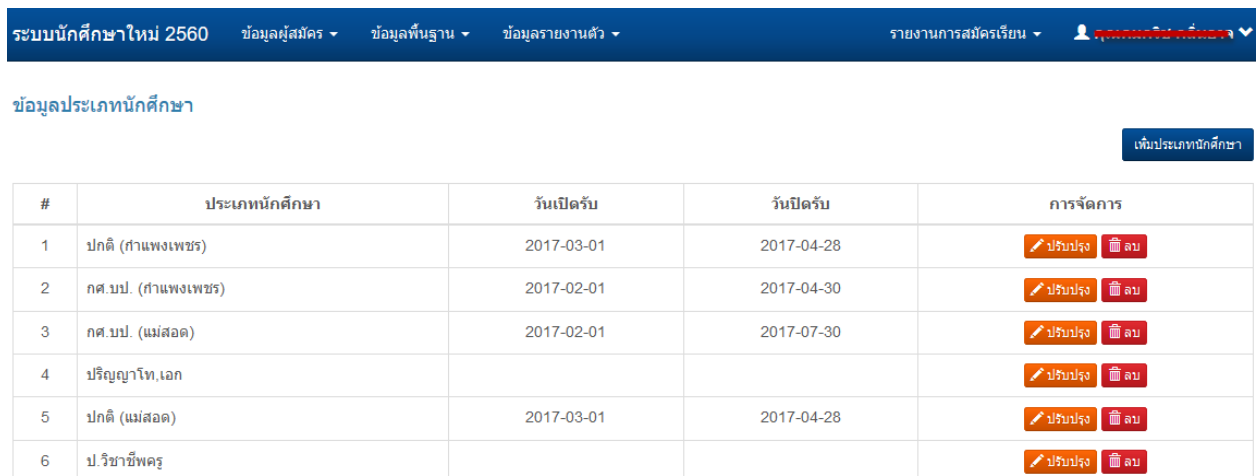 ระบบนักศึกษาใหม่ 2560 ข้อมูลผู้สมัคร ข้อมูลพื้นฐาน ข้อมูลรายงานตัว รายงานการสมัครเรียน
ข้อมูลประเภทนักศึกษา
เพิ่มประเภทนักศึกษา
# ประเภทนักศึกษา วันเปิดรับ วันปิดรับ การจัดการ
1 ปกติ (กำแพงเพชร) 2017-03-01 2017-04-28 ปรับปรุง ลบ
2 กศ.บป. (กำแพงเพชร) 2017-02-01 2017-04-30 ปรับปรุง ลบ
3 กศ.บป. (แม่สอด) 2017-02-01 2017-07-30 ปรับปรุง ลบ
4 ปริญญาโท,เอก ปรับปรุง ลบ
5 ปกติ (แม่สอด) 2017-03-01 2017-04-28 ปรับปรุง ลบ
6 ป.วิชาชีพครู ปรับปรุง ลบ